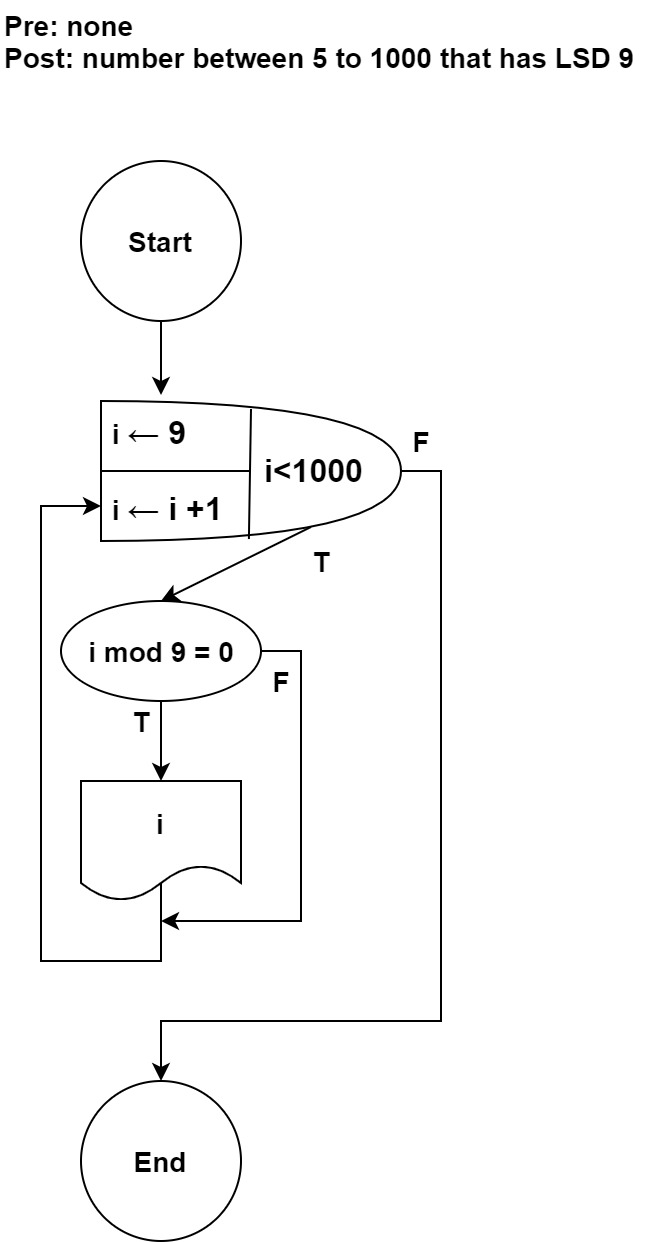 Pre: none
Post: number between 5 to 1000 that has LSD 9
Start
i ← 9
i<1000
F
i ← i +1
T
i mod 9 = 0
F
T
i
End